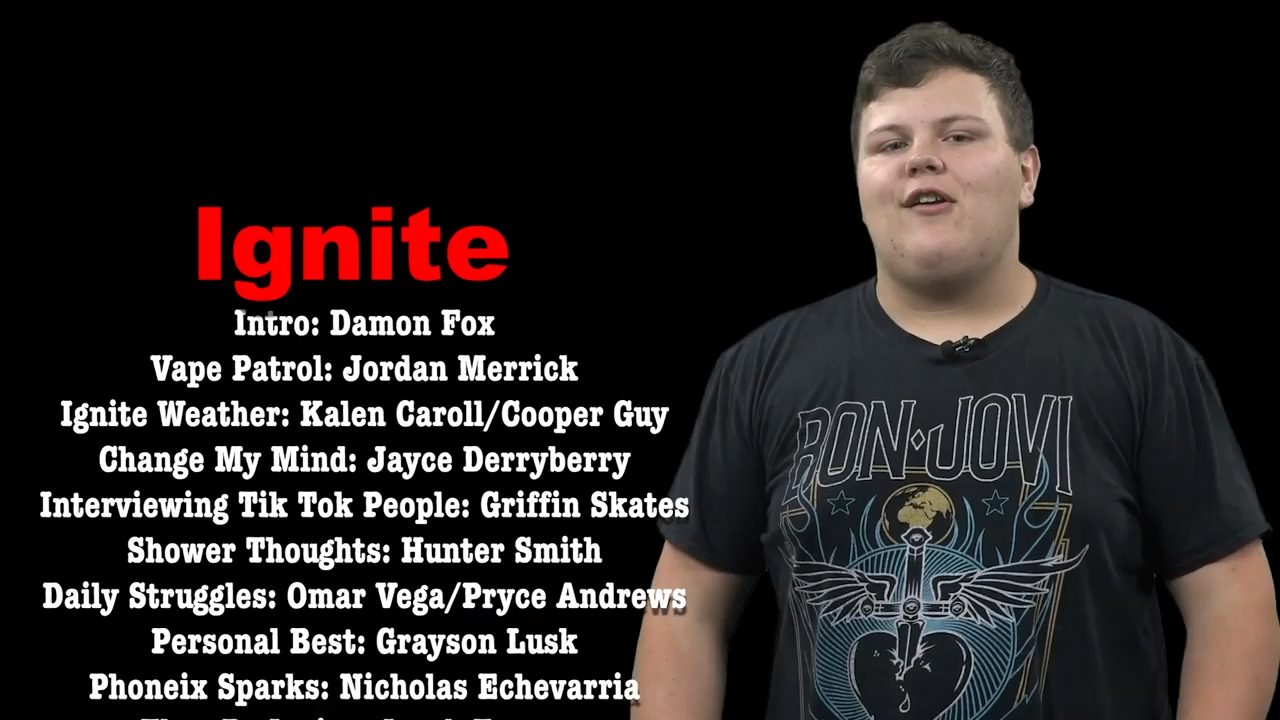 Ignite
Intro: Damon Fox
Vape Patrol: Jordan Merrick
Ignite Weather: Kalen Caroll/Cooper Guy
Change My Mind: Jayce Derryberry
Interviewing Tik Tok People: Griffin Skates
Shower Thoughts: Hunter Smith
Daily Struggles: Omar Vega/Pryce Andrews
Personal Best: Grayson Lusk
Phoneix Sparks: Nicholas Echevarria
BON JOVI